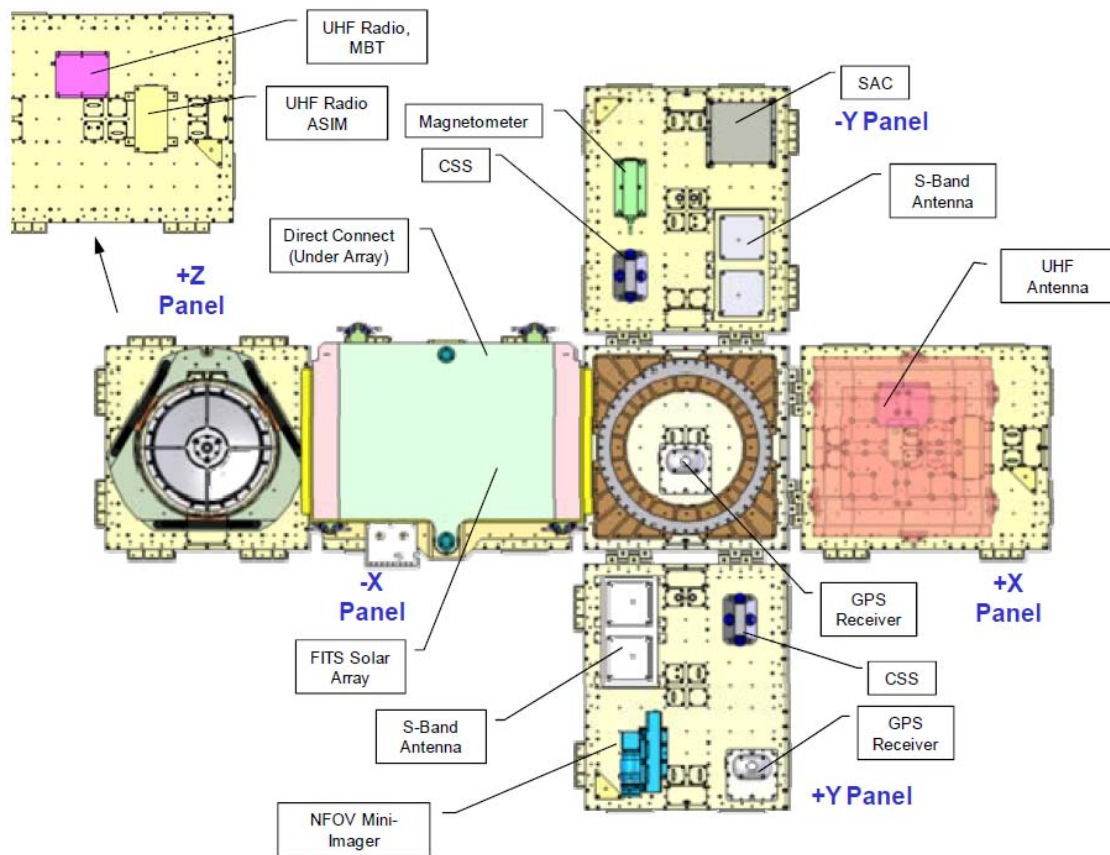 UHF Radio,
MBT
UHF Radio
ASIM
SAC
-Y Panel
Magnetometer
CSS
S-Band
Antenna
Direct Connect
(Under Array)
+Z
Panel
UHF
Antenna
-X
Panel
+X
Panel
GPS
Receiver
FITS Solar
Array
CSS
S-Band
Antenna
GPS
Receiver
+Y Panel
NFOV Mini-
Imager